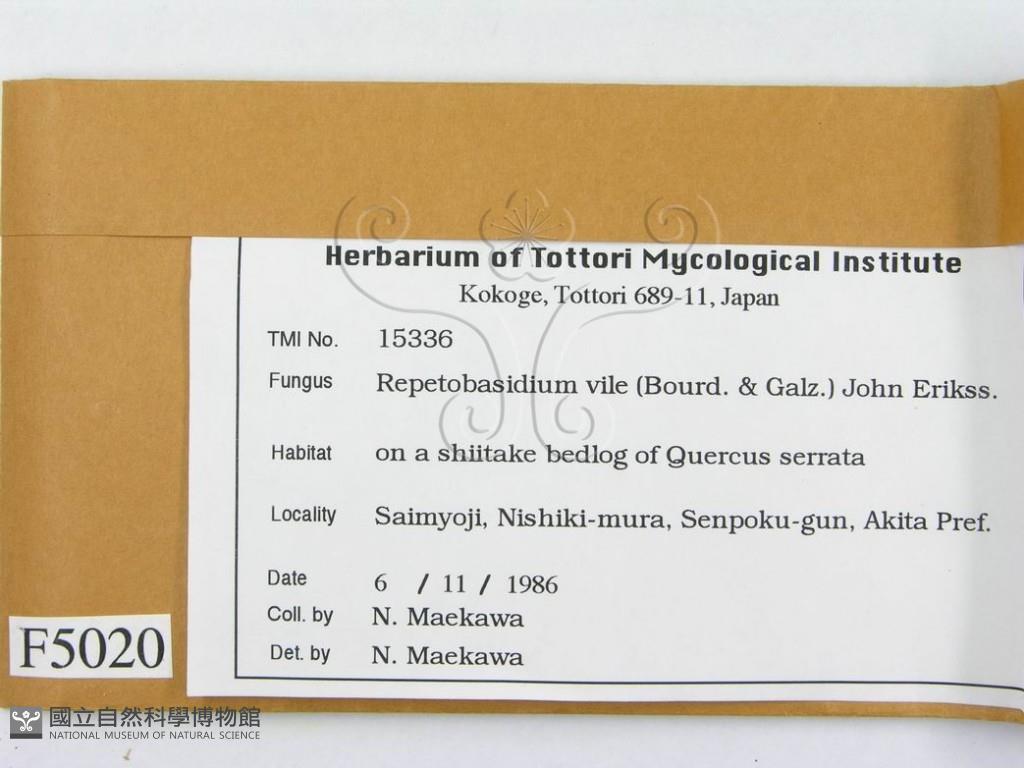 Herbarium of Tottori Mycological Institute
Kokoge, Tottori 689-11, Japan
TMI No. 15336
Fungus Repetobasidium vile (Bourd. & Galz.) John Erikss.
Habitat on a shiitake bedlog of Quercus serrata
Locality Saimyoji, Nishiki-mura, Senpoku-gun, Akita Pref.
Date 6 / 11 / 1986
Coll. by N. Maekawa
Det. by N. Maekawa
F5020
國立自然科學博物館
NATIONAL MUSEUM OF NATURAL SCIENCE